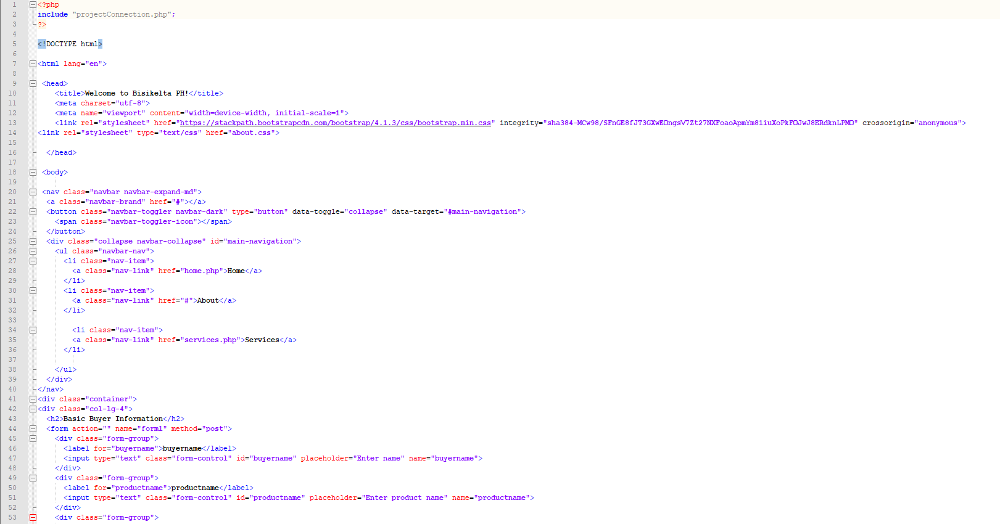 1 <?php
2 include "projectConnection.php";
3 ?>
4
5 <!DOCTYPE html>
6
7 <html lang="en">
8
9 <head>
10 <title>Welcome to Bisikelta PH!</title>
11 <meta charset="utf-8">
12 <meta name="viewport" content="width=device-width, initial-scale=1">
13 <link rel="stylesheet" href="https://stackpath.bootstrapcdn.com/bootstrap/4.1.3/css/bootstrap.min.css" integrity="sha384-MCw98/SFnGE8fJT3GXwEOngsV7Zt27NXFoaoApmYm81iuXoPkFOJwJ8ERdknLPMO" crossorigin="anonymous">
14 <link rel="stylesheet" type="text/css" href="about.css">
15
16 </head>
17
18 <body>
19
20 <nav class="navbar navbar-expand-md">
21 <a class="navbar-brand" href="#"></a>
22 <button class="navbar-toggler navbar-dark" type="button" data-toggle="collapse" data-target="#main-navigation">
23 <span class="navbar-toggler-icon"></span>
24 </button>
25 <div class="collapse navbar-collapse" id="main-navigation">
26 <ul class="navbar-nav">
27 <li class="nav-item">
28 <a class="nav-link" href="home.php">Home</a>
29 </li>
30 <li class="nav-item">
31 <a class="nav-link" href="#">About</a>
32 </li>
33
34 <li class="nav-item">
35 <a class="nav-link" href="services.php">Services</a>
36 </li>
37
38 </ul>
39 </div>
40 </nav>
41 <div class="container">
42 <div class="col-lg-4">
43 <h2>Basic Buyer Information</h2>
44 <form action="" name="form1" method="post">
45 <div class="form-group">
46 <label for="buyername">buyername</label>
47 <input type="text" class="form-control" id="buyername" placeholder="Enter name" name="buyername">
48 </div>
49 <div class="form-group">
50 <label for="productname">productname</label>
51 <input type="text" class="form-control" id="productname" placeholder="Enter product name" name="productname">
52 </div>
53 <div class="form-group">